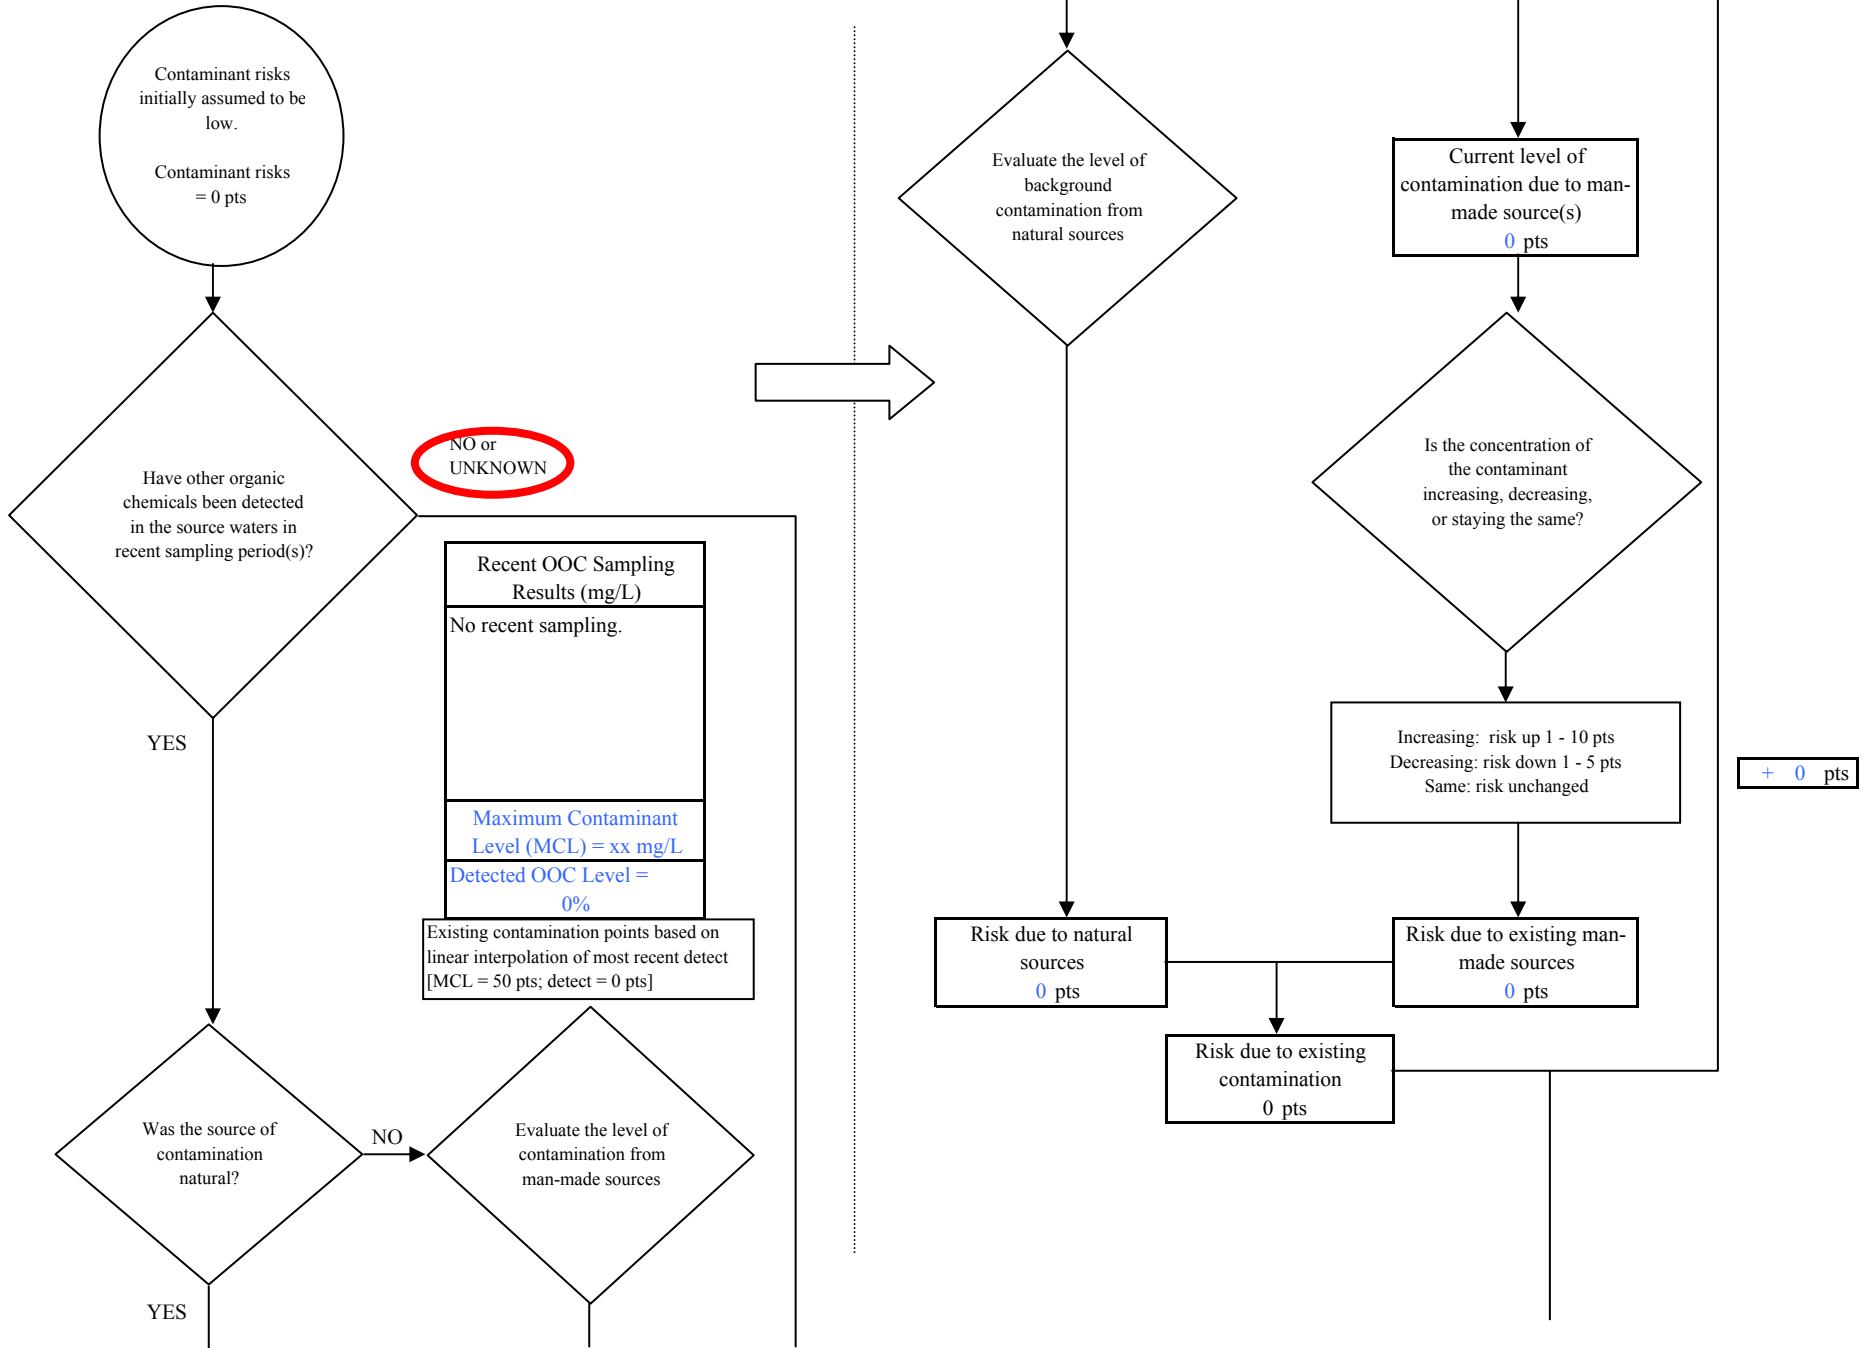 Contaminant risks
initially assumed to be
low.
Contaminant risks
= 0 pts
Have other organic
chemicals been detected
in the source waters in
recent sampling period(s)?
NO or
UNKNOWN
YES
Recent OOC Sampling
Results (mg/L)
No recent sampling.
Maximum Contaminant
Level (MCL) = xx mg/L
Detected OOC Level =
0%
Existing contamination points based on
linear interpolation of most recent detect
[MCL = 50 pts; detect = 0 pts]
Was the source of
contamination
natural?
NO
YES
Evaluate the level of
contamination from
man-made sources
Evaluate the level of
background
contamination from
natural sources
Current level of
contamination due to man-
made source(s)
0 pts
Is the concentration of
the contaminant
increasing, decreasing,
or staying the same?
Increasing: risk up 1 - 10 pts
Decreasing: risk down 1 - 5 pts
Same: risk unchanged
+ 0 pts
Risk due to natural
sources
0 pts
Risk due to existing man-
made sources
0 pts
Risk due to existing
contamination
0 pts